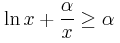 ln x + α/x ≥ α